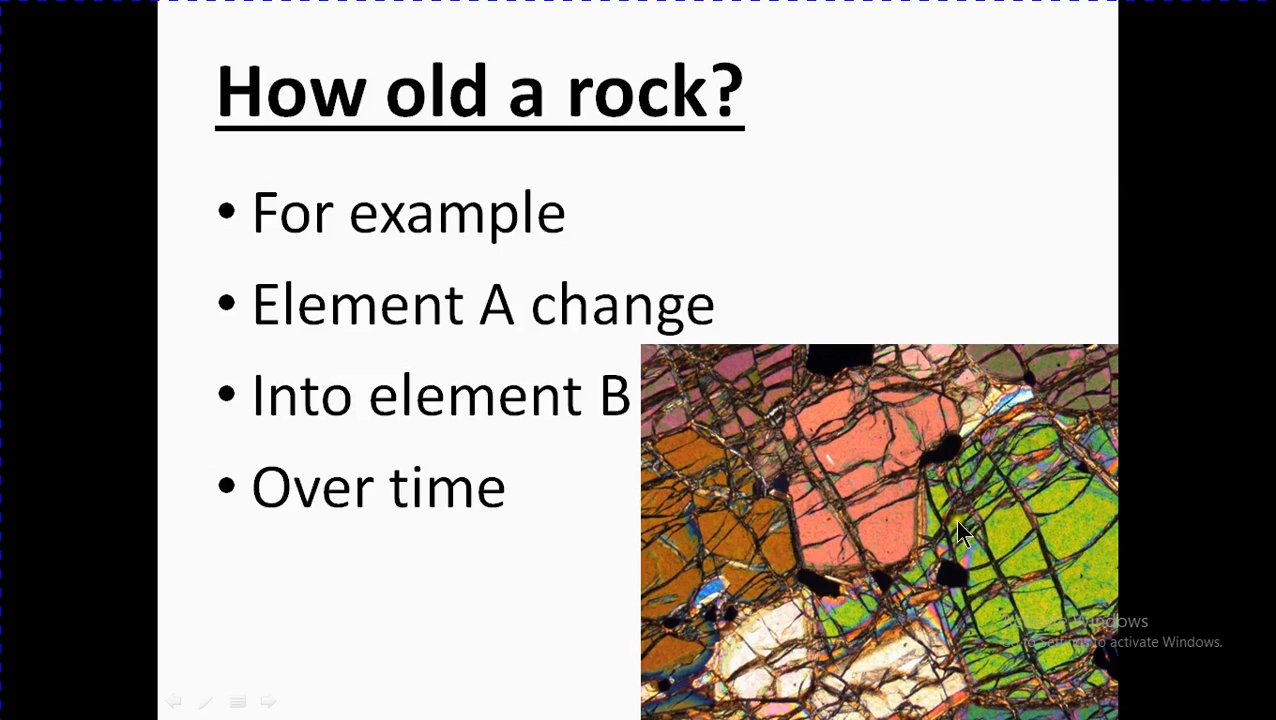 How old a rock?
• For example
• Element A change
• Into element B
• Over time
Activate Windows
Go to Settings to activate Windows.